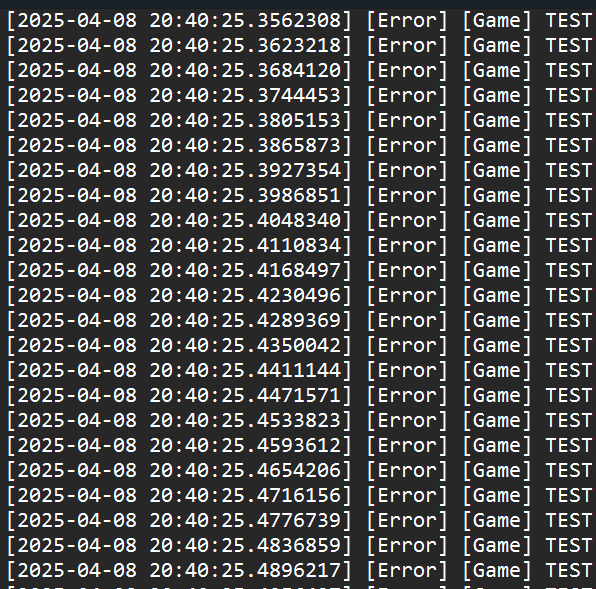 [2025-04-08 20:40:25.3562308] [Error] [Game] TEST
[2025-04-08 20:40:25.3623218] [Error] [Game] TEST
[2025-04-08 20:40:25.3684120] [Error] [Game] TEST
[2025-04-08 20:40:25.3744453] [Error] [Game] TEST
[2025-04-08 20:40:25.3805153] [Error] [Game] TEST
[2025-04-08 20:40:25.3865873] [Error] [Game] TEST
[2025-04-08 20:40:25.3927354] [Error] [Game] TEST
[2025-04-08 20:40:25.3986851] [Error] [Game] TEST
[2025-04-08 20:40:25.4048340] [Error] [Game] TEST
[2025-04-08 20:40:25.4110834] [Error] [Game] TEST
[2025-04-08 20:40:25.4168497] [Error] [Game] TEST
[2025-04-08 20:40:25.4230496] [Error] [Game] TEST
[2025-04-08 20:40:25.4289369] [Error] [Game] TEST
[2025-04-08 20:40:25.4350042] [Error] [Game] TEST
[2025-04-08 20:40:25.4411144] [Error] [Game] TEST
[2025-04-08 20:40:25.4471571] [Error] [Game] TEST
[2025-04-08 20:40:25.4533823] [Error] [Game] TEST
[2025-04-08 20:40:25.4593612] [Error] [Game] TEST
[2025-04-08 20:40:25.4654206] [Error] [Game] TEST
[2025-04-08 20:40:25.4716156] [Error] [Game] TEST
[2025-04-08 20:40:25.4776739] [Error] [Game] TEST
[2025-04-08 20:40:25.4836859] [Error] [Game] TEST
[2025-04-08 20:40:25.4896217] [Error] [Game] TEST